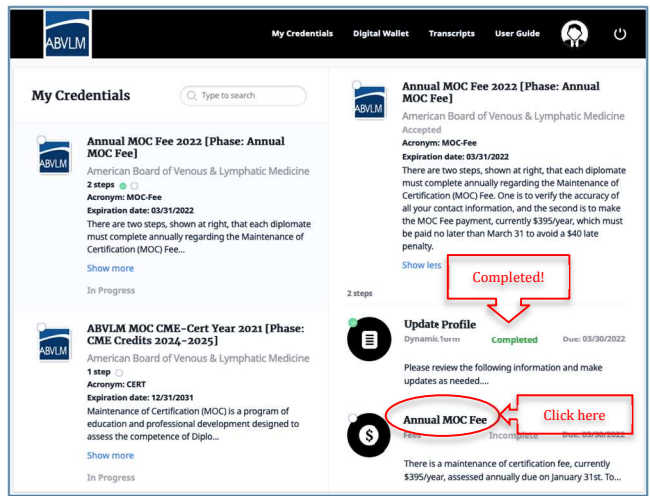 ABVLM
My Credentials Digital Wallet Transcripts User Guide
My Credentials
Type to search
ABVLM
Annual MOC Fee 2022 [Phase: Annual
MOC Fee]
American Board of Venous & Lymphatic Medicine
2 steps
Acronym: MOC-Fee
Expiration date: 03/31/2022
There are two steps, shown at right, that each diplomate
must complete annually regarding the Maintenance of
Certification (MOC) Fee...
Show more
In Progress
ABVLM
ABVLM MOC CME-Cert Year 2021 [Phase:
CME Credits 2024-2025]
American Board of Venous & Lymphatic Medicine
1 step
Acronym: CERT
Expiration date: 12/31/2031
Maintenance of Certification (MOC) is a program of
education and professional development designed to
assess the competence of Diplo...
Show more
In Progress
ABVLM
Annual MOC Fee 2022 [Phase: Annual
MOC Fee]
American Board of Venous & Lymphatic Medicine
Accepted
Acronym: MOC-Fee
Expiration date: 03/31/2022
There are two steps, shown at right, that each diplomate
must complete annually regarding the Maintenance of
Certification (MOC) Fee. One is to verify the accuracy of
all your contact information, and the second is to make
the MOC Fee payment, currently $395/year, which must
be paid no later than March 31 to avoid a $40 late
penalty.
Show less
Completed!
2 steps
Update Profile
Dynamic form Completed Due: 03/30/2022
Please review the following information and make
updates as needed....
Annual MOC Fee
Click here
$
Fees Incomplete Due: 03/30/2022
There is a maintenance of certification fee, currently
$395/year, assessed annually due on January 31st. To...